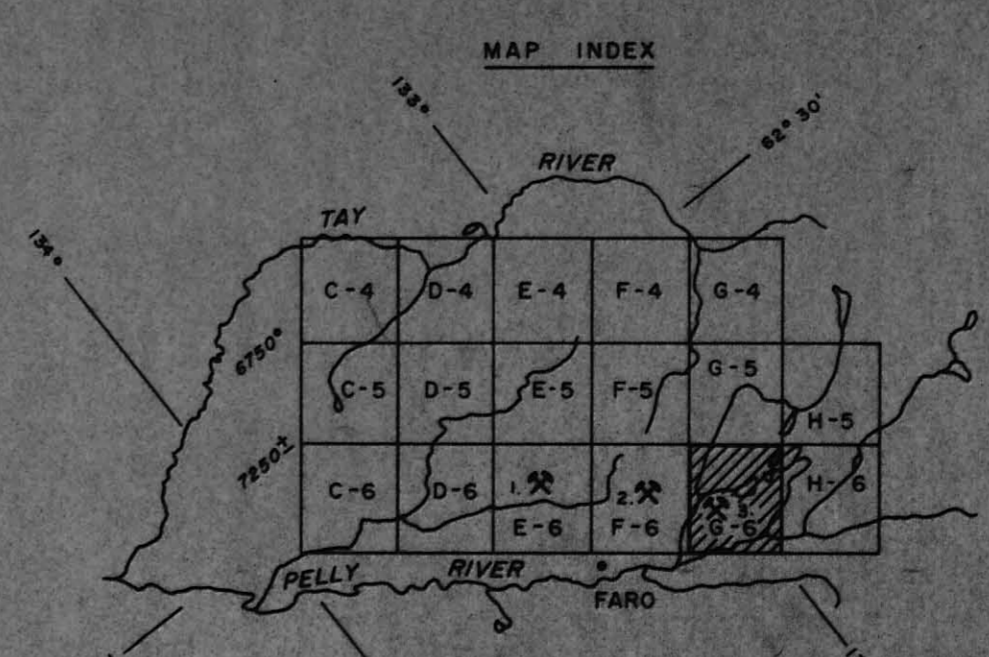 MAP INDEX
133°
62° 30'
RIVER
TAY
134°
C-4 D-4 E-4 F-4 G-4
6750°
C-5 D-5 E-5 F-5 G-5
H-5
7250±
C-6 D-6 1. H-6
2.
3.
E-6 F-6 G-6
PELLY RIVER
FARO